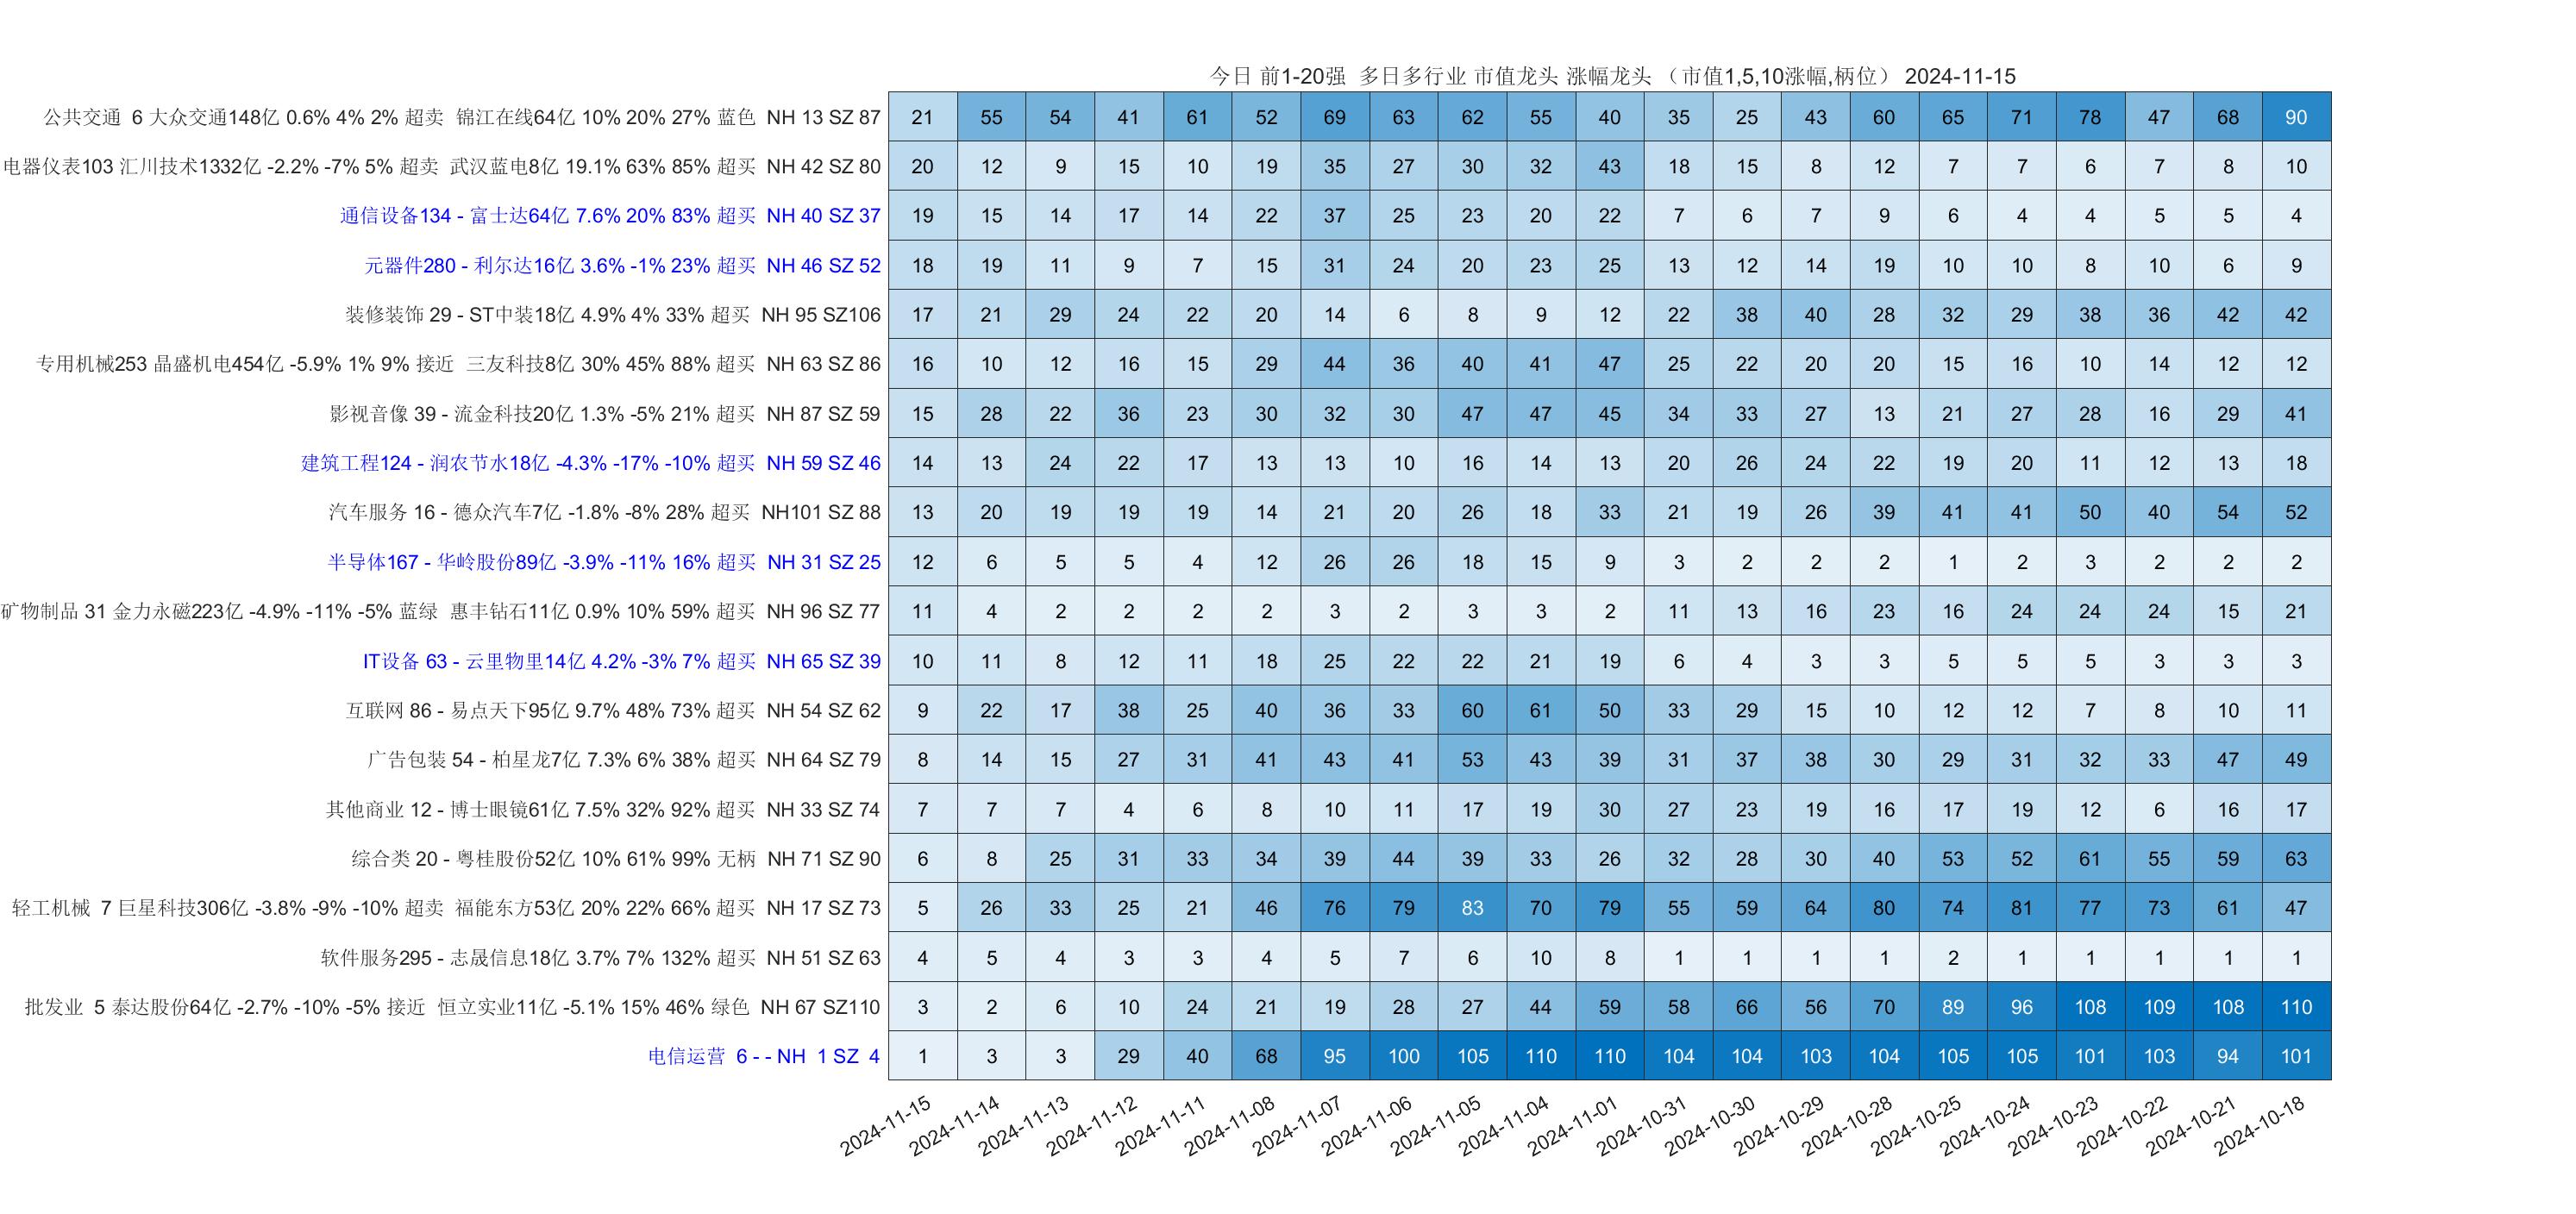 今日 前1-20强 多日多行业 市值龙头 涨幅龙头 （市值1,5,10涨幅,柄位） 2024-11-15
公共交通 6 大众交通148亿 0.6% 4% 2% 超卖 锦江在线64亿 10% 20% 27% 蓝色 NH 13 SZ 87 21 55 54 41 61 52 69 63 62 55 40 35 25 43 60 65 71 78 47 68 90
电器仪表103 汇川技术1332亿 -2.2% -7% 5% 超卖 武汉蓝电8亿 19.1% 63% 85% 超买 NH 42 SZ 80 20 12 9 15 10 19 35 27 30 32 43 18 15 8 12 7 7 6 7 8 10
通信设备134 - 富士达64亿 7.6% 20% 83% 超买 NH 40 SZ 37 19 15 14 17 14 22 37 25 23 20 22 7 6 7 9 6 4 4 5 5 4
元器件280 - 利尔达16亿 3.6% -1% 23% 超买 NH 46 SZ 52 18 19 11 9 7 15 31 24 20 23 25 13 12 14 19 10 10 8 10 6 9
装修装饰 29 - ST中装18亿 4.9% 4% 33% 超买 NH 95 SZ106 17 21 29 24 22 20 14 6 8 9 12 22 38 40 28 32 29 38 36 42 42
专用机械253 晶盛机电454亿 -5.9% 1% 9% 接近 三友科技8亿 30% 45% 88% 超买 NH 63 SZ 86 16 10 12 16 15 29 44 36 40 41 47 25 22 20 20 15 16 10 14 12 12
影视音像 39 - 流金科技20亿 1.3% -5% 21% 超买 NH 87 SZ 59 15 28 22 36 23 30 32 30 47 47 45 34 33 27 13 21 27 28 16 29 41
建筑工程124 - 润农节水18亿 -4.3% -17% -10% 超买 NH 59 SZ 46 14 13 24 22 17 13 13 10 16 14 13 20 26 24 22 19 20 11 12 13 18
汽车服务 16 - 德众汽车7亿 -1.8% -8% 28% 超买 NH101 SZ 88 13 20 19 19 19 14 21 20 26 18 33 21 19 26 39 41 41 50 40 54 52
半导体167 - 华岭股份89亿 -3.9% -11% 16% 超买 NH 31 SZ 25 12 6 5 5 4 12 26 26 18 15 9 3 2 2 2 1 2 3 2 2 2
矿物制品 31 金力永磁223亿 -4.9% -11% -5% 蓝绿 惠丰钻石11亿 0.9% 10% 59% 超买 NH 96 SZ 77 11 4 2 2 2 2 3 2 3 3 2 11 13 16 23 16 24 24 24 15 21
IT设备 63 - 云里物里14亿 4.2% -3% 7% 超买 NH 65 SZ 39 10 11 8 12 11 18 25 22 22 21 19 6 4 3 3 5 5 5 3 3 3
互联网 86 - 易点天下95亿 9.7% 48% 73% 超买 NH 54 SZ 62 9 22 17 38 25 40 36 33 60 61 50 33 29 15 10 12 12 7 8 10 11
广告包装 54 - 柏星龙7亿 7.3% 6% 38% 超买 NH 64 SZ 79 8 14 15 27 31 41 43 41 53 43 39 31 37 38 30 29 31 32 33 47 49
其他商业 12 - 博士眼镜61亿 7.5% 32% 92% 超买 NH 33 SZ 74 7 7 7 4 6 8 10 11 17 19 30 27 23 19 16 17 19 12 6 16 17
综合类 20 - 粤桂股份52亿 10% 61% 99% 无柄 NH 71 SZ 90 6 8 25 31 33 34 39 44 39 33 26 32 28 30 40 53 52 61 55 59 63
轻工机械 7 巨星科技306亿 -3.8% -9% -10% 超卖 福能东方53亿 20% 22% 66% 超买 NH 17 SZ 73 5 26 33 25 21 46 76 79 83 70 79 55 59 64 80 74 81 77 73 61 47
软件服务295 - 志晟信息18亿 3.7% 7% 132% 超买 NH 51 SZ 63 4 5 4 3 3 4 5 7 6 10 8 1 1 1 1 2 1 1 1 1 1
批发业 5 泰达股份64亿 -2.7% -10% -5% 接近 恒立实业11亿 -5.1% 15% 46% 绿色 NH 67 SZ110 3 2 6 10 24 21 19 28 27 44 59 58 66 56 70 89 96 108 109 108 110
电信运营 6 - - NH 1 SZ 4 1 3 3 29 40 68 95 100 105 110 110 104 104 103 104 105 105 101 103 94 101
2024-11-15 2024-11-14 2024-11-13 2024-11-12 2024-11-11 2024-11-08 2024-11-07 2024-11-06 2024-11-05 2024-11-04 2024-11-01 2024-10-31 2024-10-30 2024-10-29 2024-10-28 2024-10-25 2024-10-24 2024-10-23 2024-10-22 2024-10-21 2024-10-18